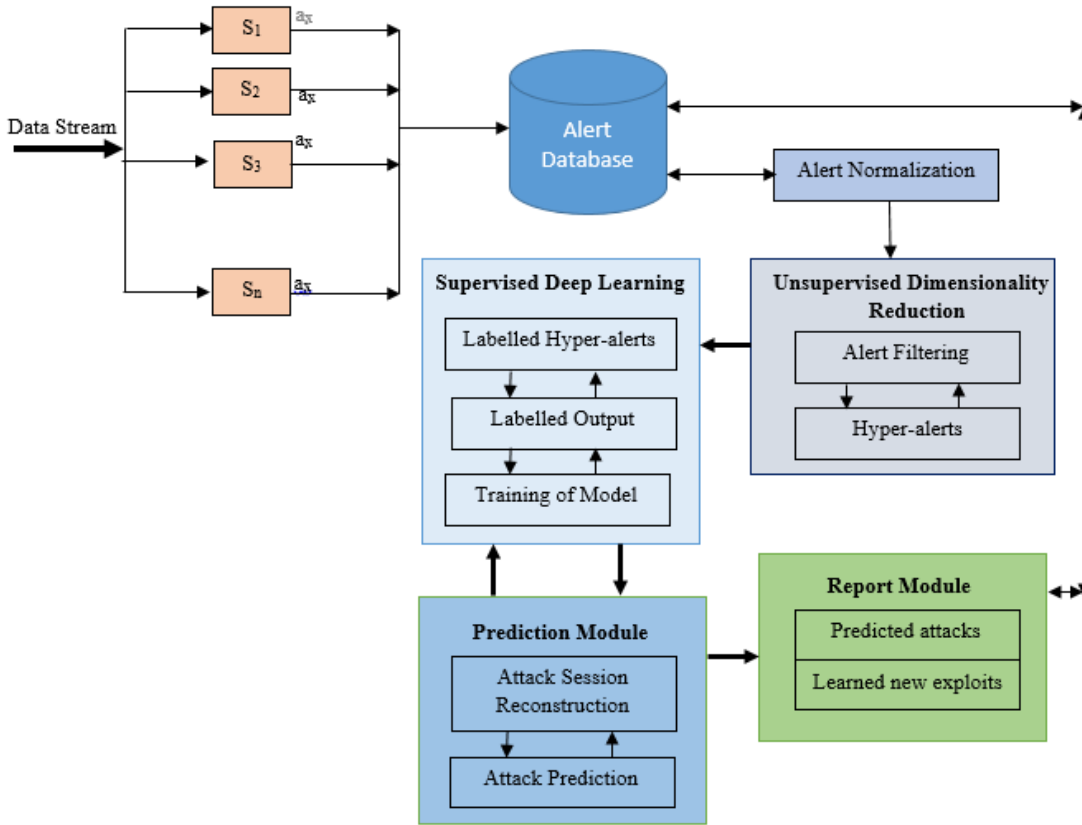 S1
ax
S2
ax
Data Stream
S3
ax
Sn
ax
Alert
Database
Alert Normalization
Supervised Deep Learning
Labelled Hyper-alerts
Labelled Output
Training of Model
Unsupervised Dimensionality
Reduction
Alert Filtering
Hyper-alerts
Prediction Module
Attack Session
Reconstruction
Attack Prediction
Report Module
Predicted attacks
Learned new exploits